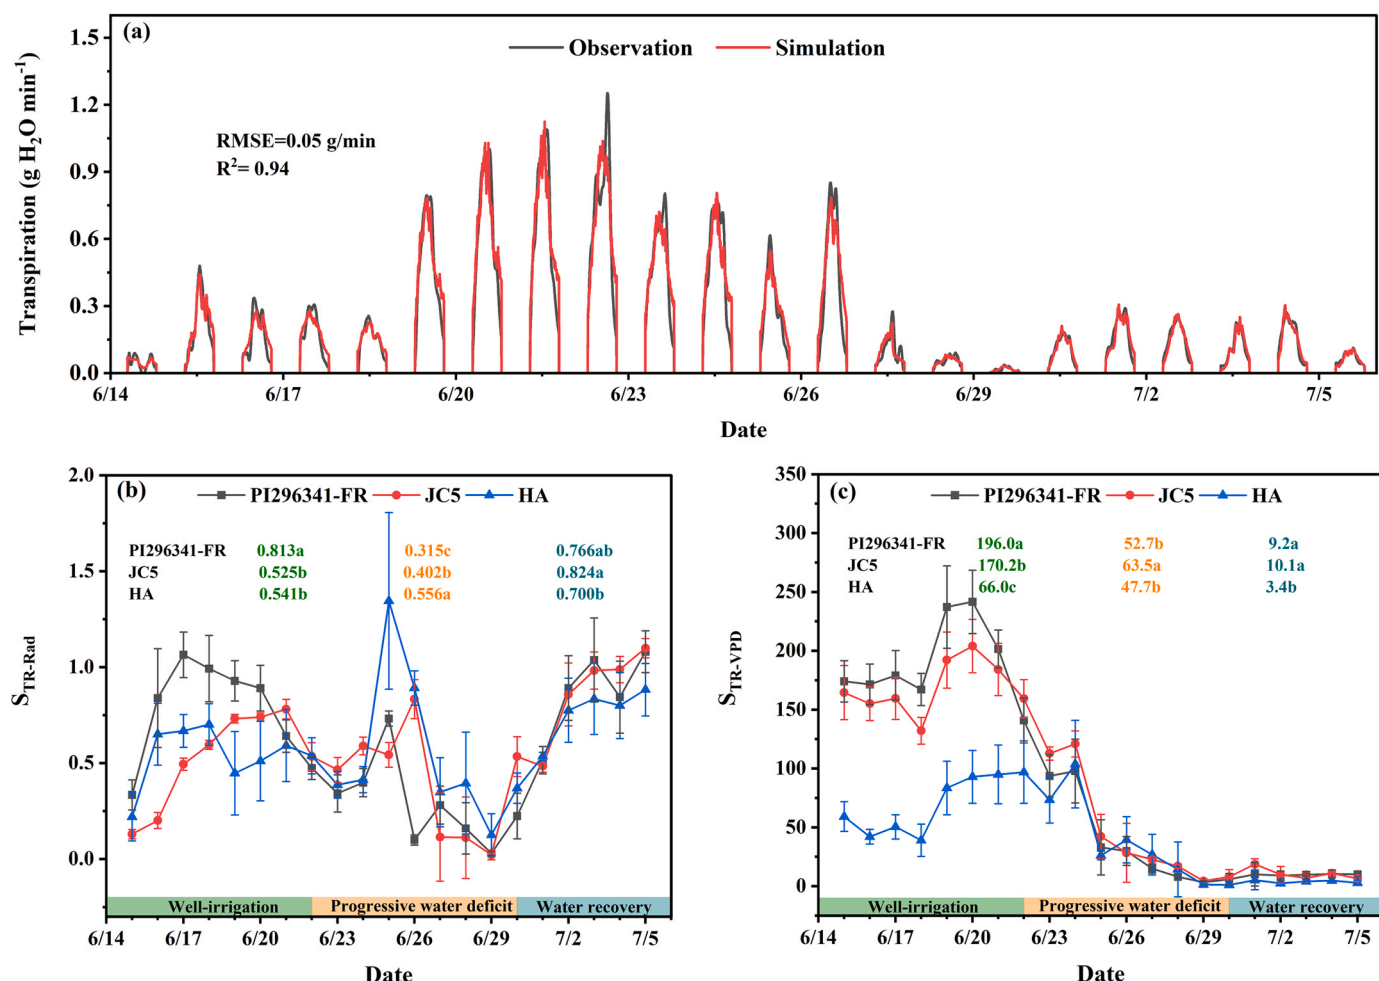 (a)
Observation Simulation
RMSE=0.05 g/min
R²= 0.94
Transpiration (g H₂O min⁻¹)
1.5
1.2
0.9
0.6
0.3
0.0
6/14 6/17 6/20 6/23 6/26 6/29 7/2 7/5
Date
(b)
PI296341-FR JC5 HA
PI296341-FR 0.813a 0.315c 0.766ab
JC5 0.525b 0.402b 0.824a
HA 0.541b 0.556a 0.700b
S_TR-Rad
2.0
1.5
1.0
0.5
0.0
Well-irrigation Progressive water deficit Water recovery
6/14 6/17 6/20 6/23 6/26 6/29 7/2 7/5
Date
(c)
PI296341-FR JC5 HA
PI296341-FR 196.0a 52.7b 9.2a
JC5 170.2b 63.5a 10.1a
HA 66.0c 47.7b 3.4b
S_TR-VPD
350
300
250
200
150
100
50
0
Well-irrigation Progressive water deficit Water recovery
6/14 6/17 6/20 6/23 6/26 6/29 7/2 7/5
Date